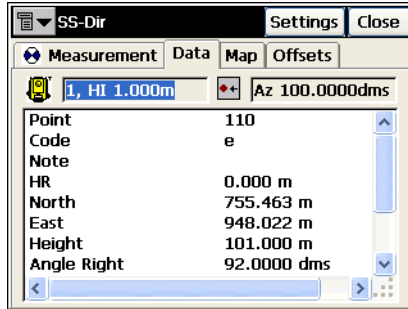 SS-Dir Settings Close
Measurement Data Map Offsets
1, HI 1.000m Az 100.0000dms
Point 110
Code e
Note
HR 0.000 m
North 755.463 m
East 948.022 m
Height 101.000 m
Angle Right 92.0000 dms